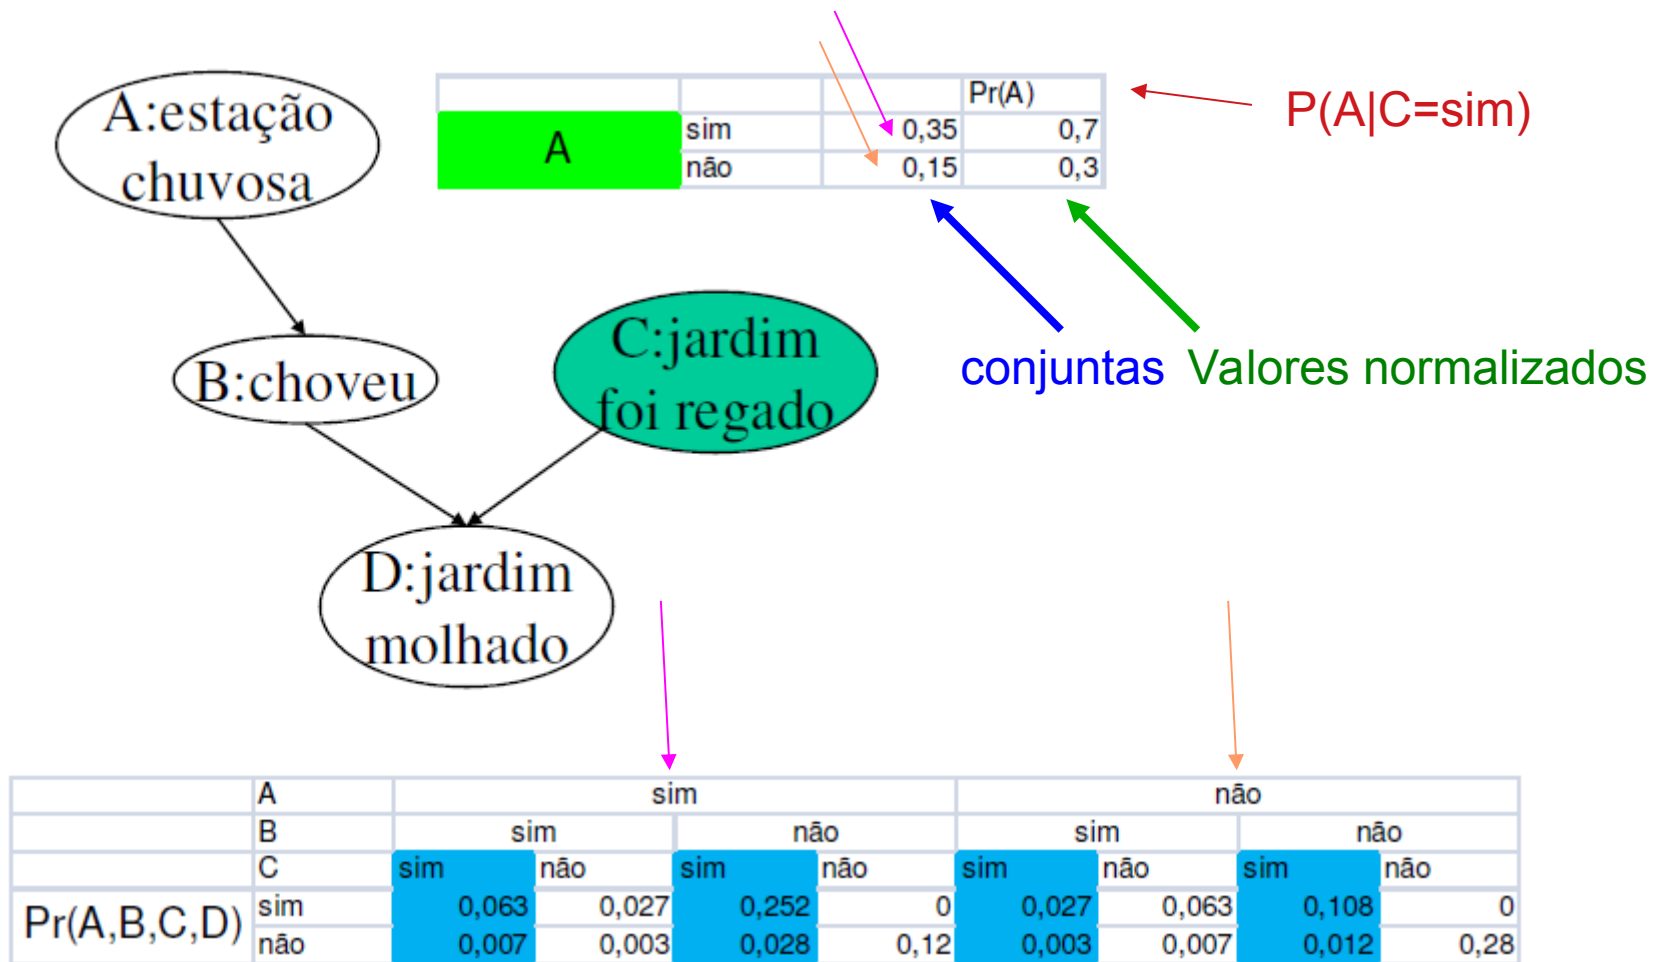 Pr(A)
A sim 0,35 0,7
não 0,15 0,3
P(A|C=sim)
A:estação
chuvosa
conjuntas Valores normalizados
B:choveu
C:jardim
foi regado
D:jardim
molhado
A sim não
B sim não sim não
C sim não sim não sim não sim não
Pr(A,B,C,D) sim 0,063 0,027 0,252 0 0,027 0,063 0,108 0
não 0,007 0,003 0,028 0,12 0,003 0,007 0,012 0,28